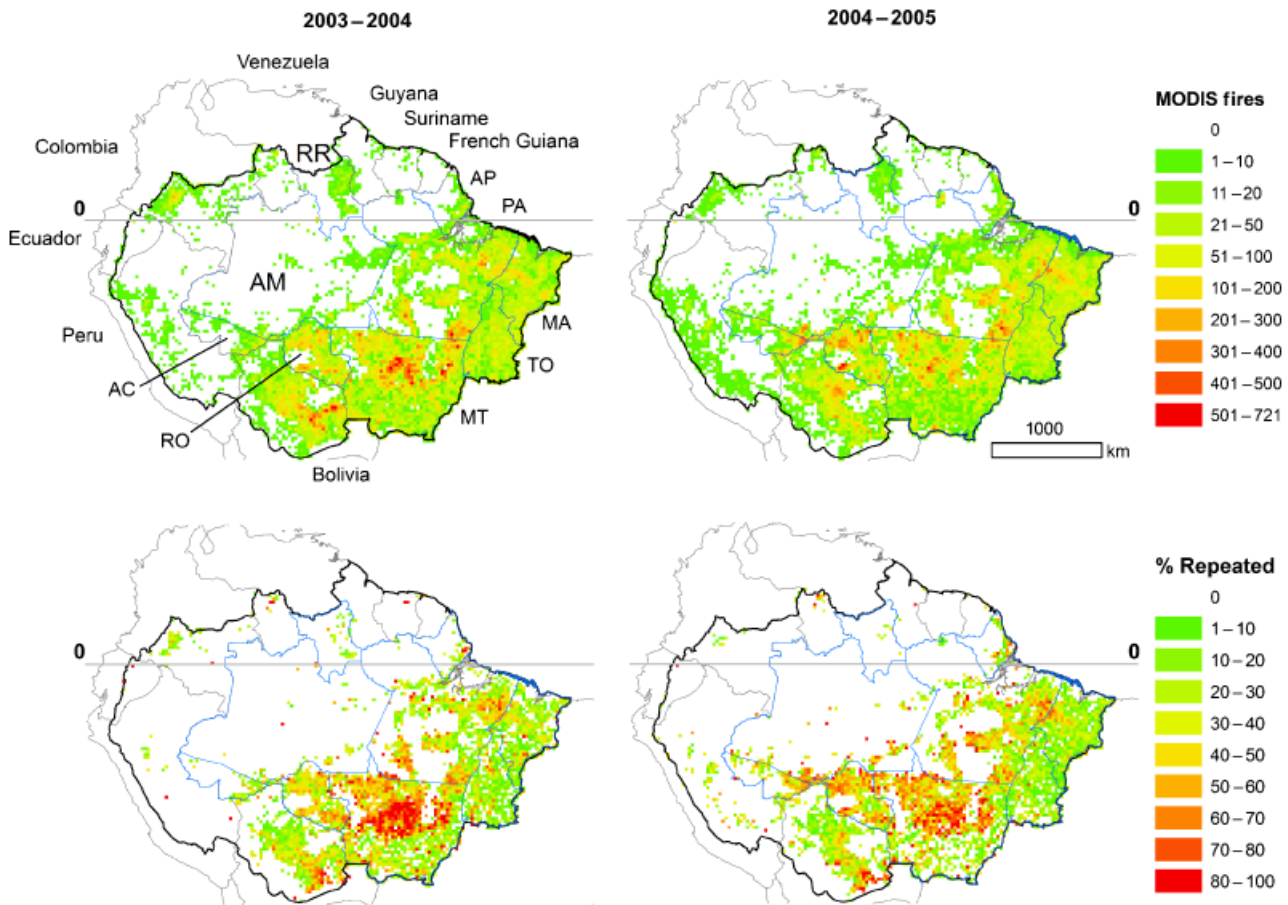 2003–2004
2004–2005
Venezuela
Guyana
Suriname
French Guiana
Colombia
RR
AP
PA
0
Ecuador
AM
Peru
MA
TO
AC
RO
MT
Bolivia
0
1000
km
MODIS fires
0
1–10
11–20
21–50
51–100
101–200
201–300
301–400
401–500
501–721
0
0
% Repeated
0
1–10
10–20
20–30
30–40
40–50
50–60
60–70
70–80
80–100